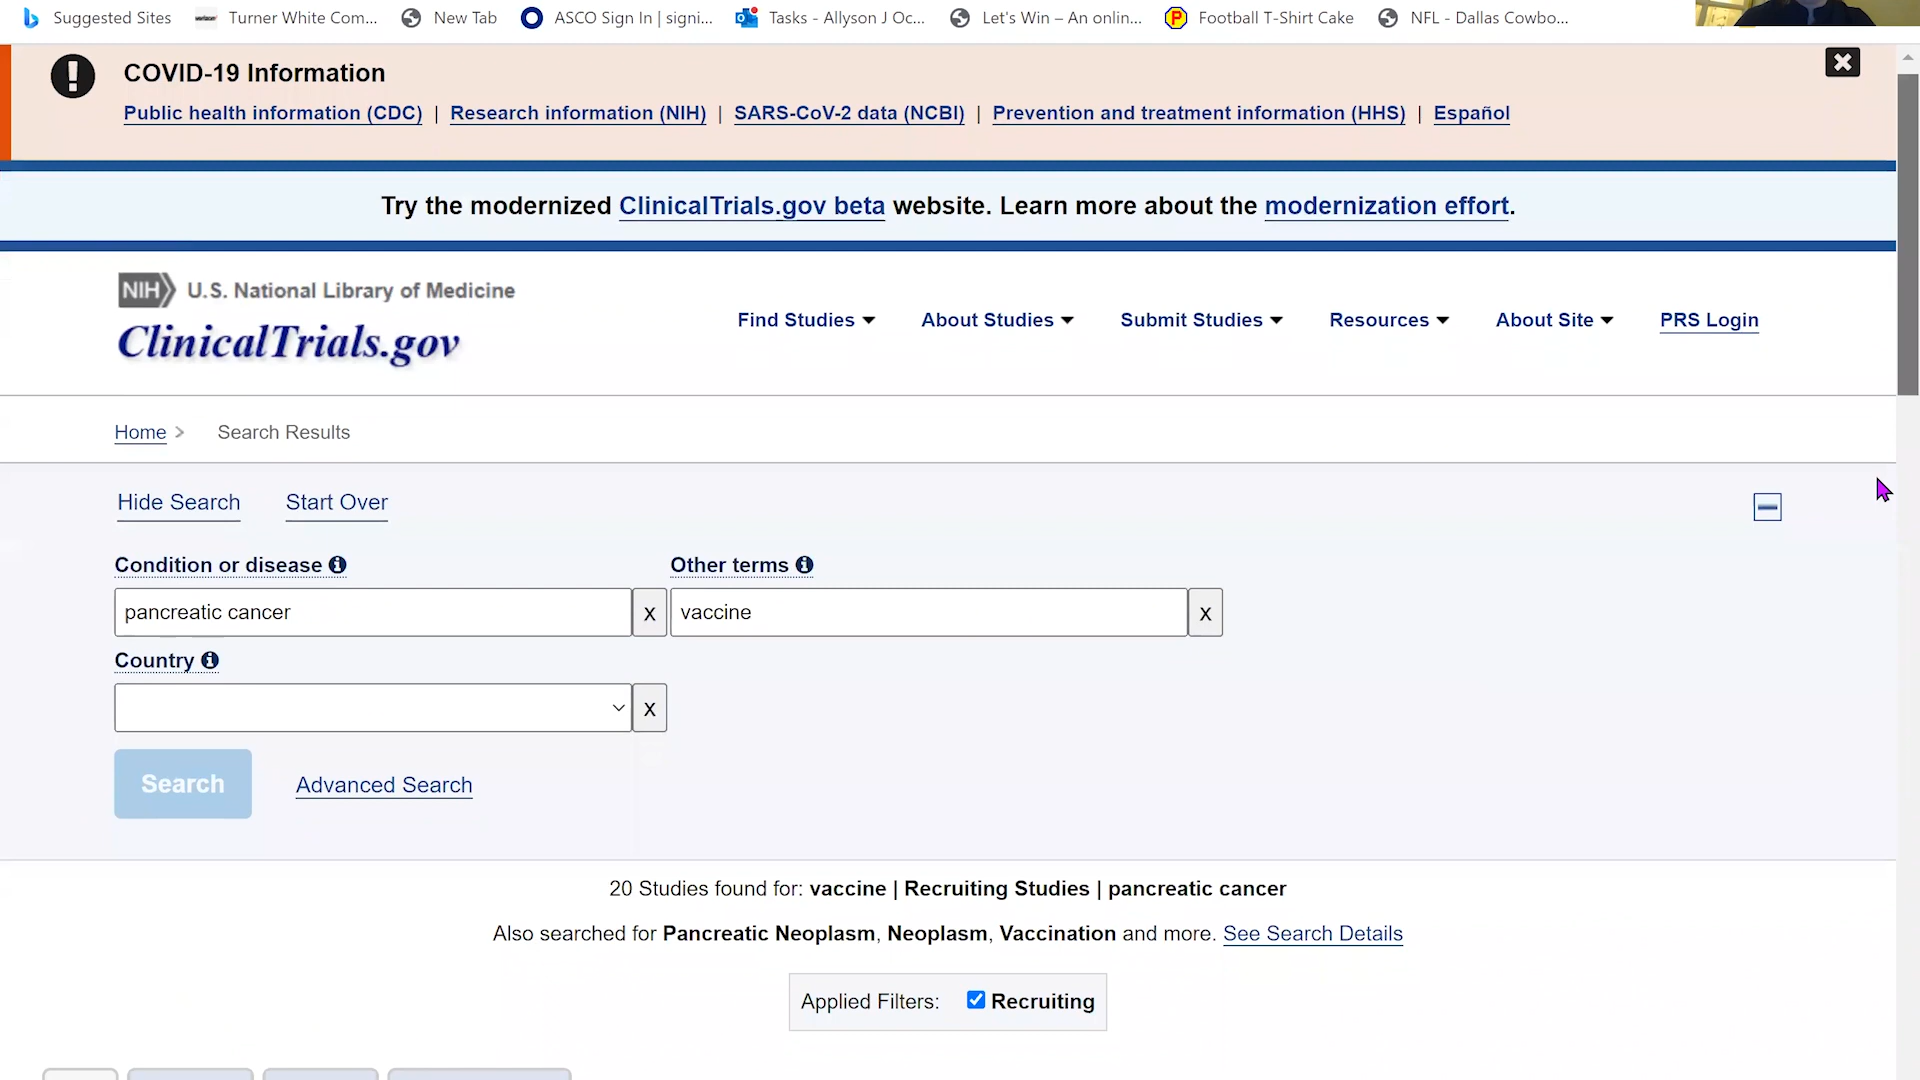 Suggested Sites Turner White Com... New Tab ASCO Sign In | signi... Tasks - Allyson J Oc... Let's Win – An onlin... Football T-Shirt Cake NFL - Dallas Cowbo...
COVID-19 Information
Public health information (CDC) | Research information (NIH) | SARS-CoV-2 data (NCBI) | Prevention and treatment information (HHS) | Español
Try the modernized ClinicalTrials.gov beta website. Learn more about the modernization effort.
NIH U.S. National Library of Medicine
ClinicalTrials.gov
Find Studies About Studies Submit Studies Resources About Site PRS Login
Home > Search Results
Hide Search Start Over
Condition or disease Other terms
pancreatic cancer x vaccine x
Country
x
Search Advanced Search
20 Studies found for: vaccine | Recruiting Studies | pancreatic cancer
Also searched for Pancreatic Neoplasm, Neoplasm, Vaccination and more. See Search Details
Applied Filters: Recruiting